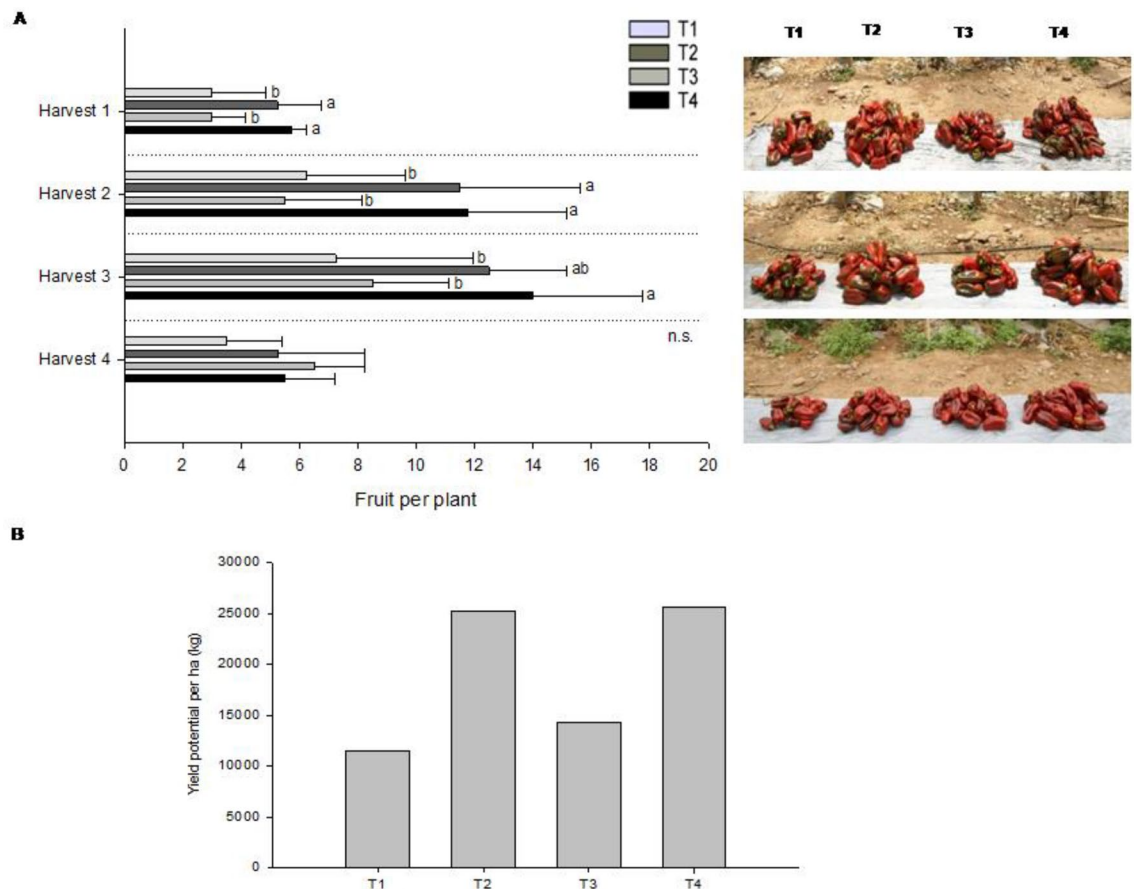 A
T1
T2
T3
T4
T1 T2 T3 T4
Harvest 1
b
a
b
a
Harvest 2
b
a
b
a
Harvest 3
b
ab
b
a
n.s.
Harvest 4
0 2 4 6 8 10 12 14 16 18 20
Fruit per plant
B
Yield potential per ha (kg)
30000
25000
20000
15000
10000
5000
0
T1 T2 T3 T4